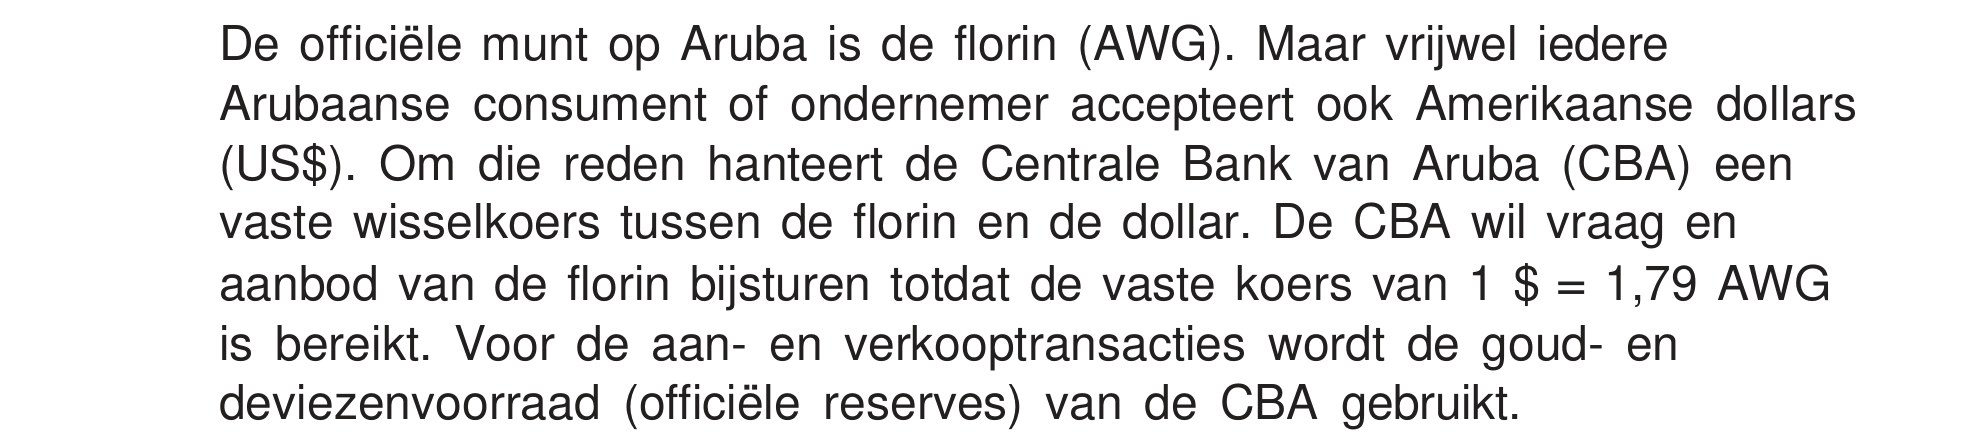 De officiële munt op Aruba is de florin (AWG). Maar vrijwel iedere
Arubaanse consument of ondernemer accepteert ook Amerikaanse dollars
(US$). Om die reden hanteert de Centrale Bank van Aruba (CBA) een
vaste wisselkoers tussen de florin en de dollar. De CBA wil vraag en
aanbod van de florin bijsturen totdat de vaste koers van 1 $ = 1,79 AWG
is bereikt. Voor de aan- en verkooptransacties wordt de goud- en
deviezenvoorraad (officiële reserves) van de CBA gebruikt.